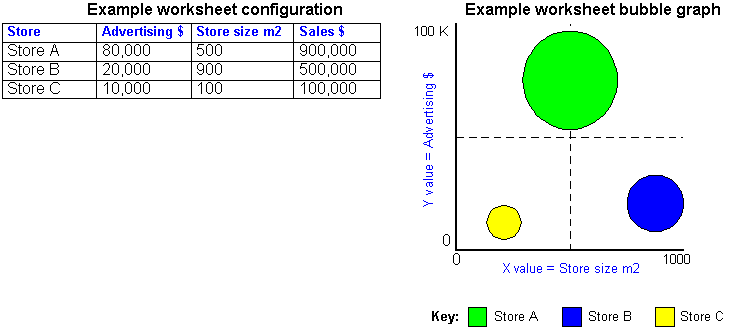 Example worksheet configuration
Store Advertising $ Store size m2 Sales $
Store A 80,000 500 900,000
Store B 20,000 900 500,000
Store C 10,000 100 100,000
Example worksheet bubble graph
100 K
Y value = Advertising $
0
0 1000
X value = Store size m2
Key: Store A Store B Store C